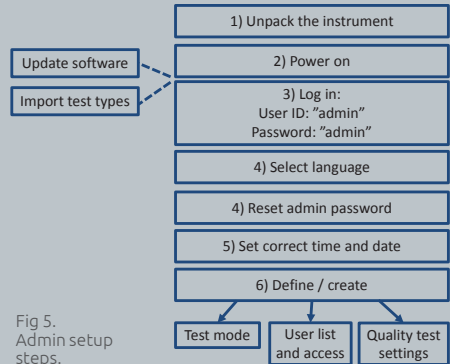 1) Unpack the instrument
Update software
2) Power on
Import test types
3) Log in:
User ID: ”admin”
Password: ”admin”
4) Select language
4) Reset admin password
5) Set correct time and date
6) Define / create
Fig 5.
Admin setup
steps.
Test mode
User list
and access
Quality test
settings